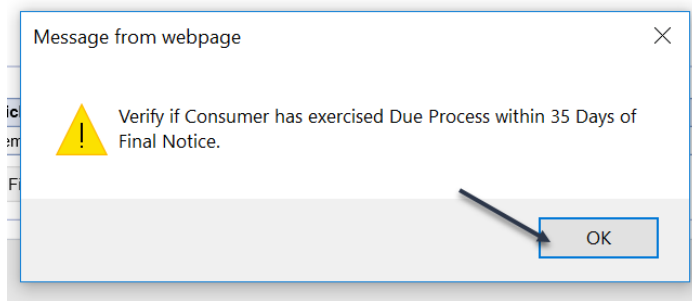 Message from webpage
Verify if Consumer has exercised Due Process within 35 Days of
Final Notice.
OK